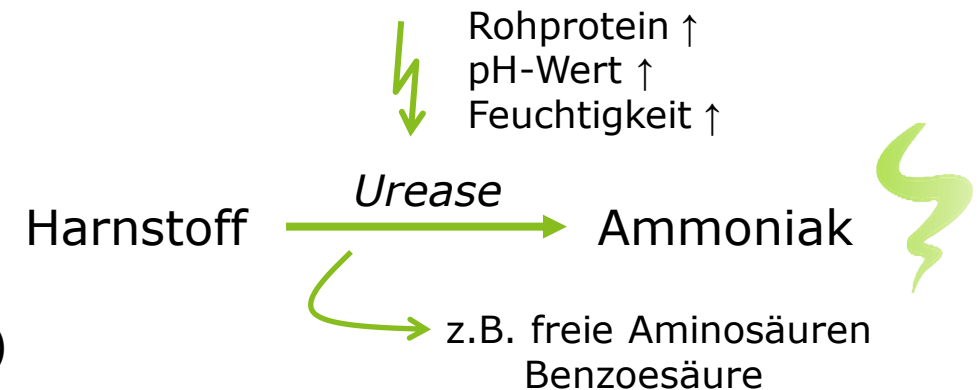 Rohprotein ↑
pH-Wert ↑
Feuchtigkeit ↑
Urease
Harnstoff
Ammoniak
)
z.B. freie Aminosäuren
Benzoesäure